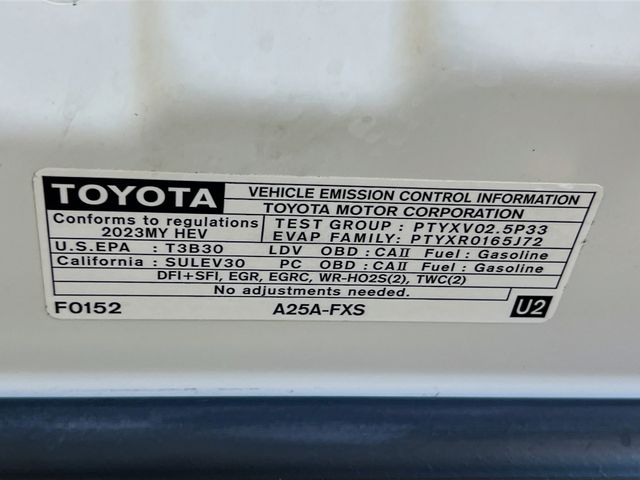 TOYOTA
VEHICLE EMISSION CONTROL INFORMATION
TOYOTA MOTOR CORPORATION
Conforms to regulations
2023MY HEV
TEST GROUP : PTYXV02.5P33
EVAP FAMILY: PTYXR0165J72
U.S.EPA : T3B30 LDV OBD : CAⅡ Fuel : Gasoline
California : SULEV30 PC OBD : CAⅡ Fuel : Gasoline
DFI+SFI, EGR, EGRC, WR-HO2S(2), TWC(2)
No adjustments needed.
F0152 A25A-FXS U2